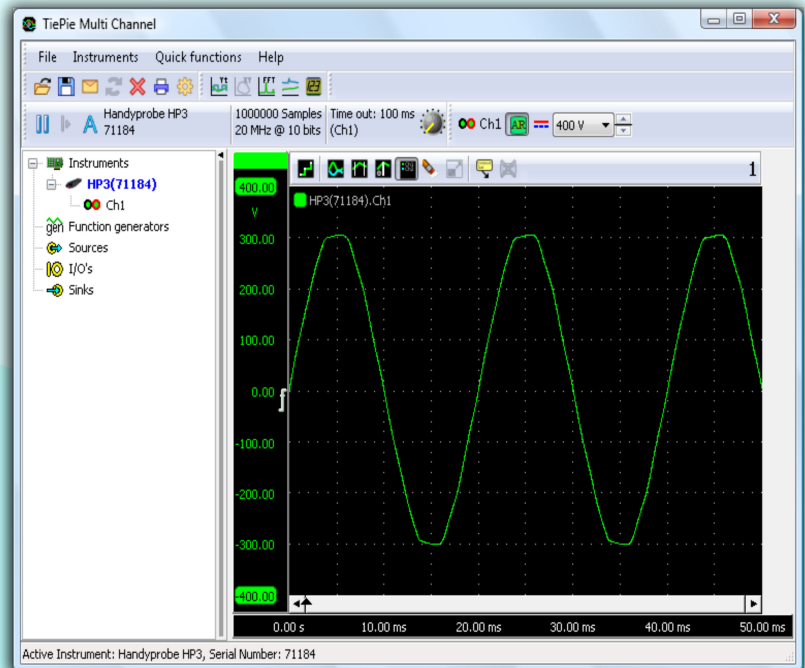 TiePie Multi Channel
File Instruments Quick functions Help
Yt FFT
Handyprobe HP3
71184
1000000 Samples
20 MHz @ 10 bits
Time out: 100 ms
(Ch1)
Ch1 AR 400 V
Instruments
HP3(71184)
Ch1
gen Function generators
Sources
I/O's
Sinks
1
HP3(71184).Ch1
400.00
V
300.00
200.00
100.00
0.00
-100.00
-200.00
-300.00
-400.00
0.00 s 10.00 ms 20.00 ms 30.00 ms 40.00 ms 50.00 ms
Active Instrument: Handyprobe HP3, Serial Number: 71184